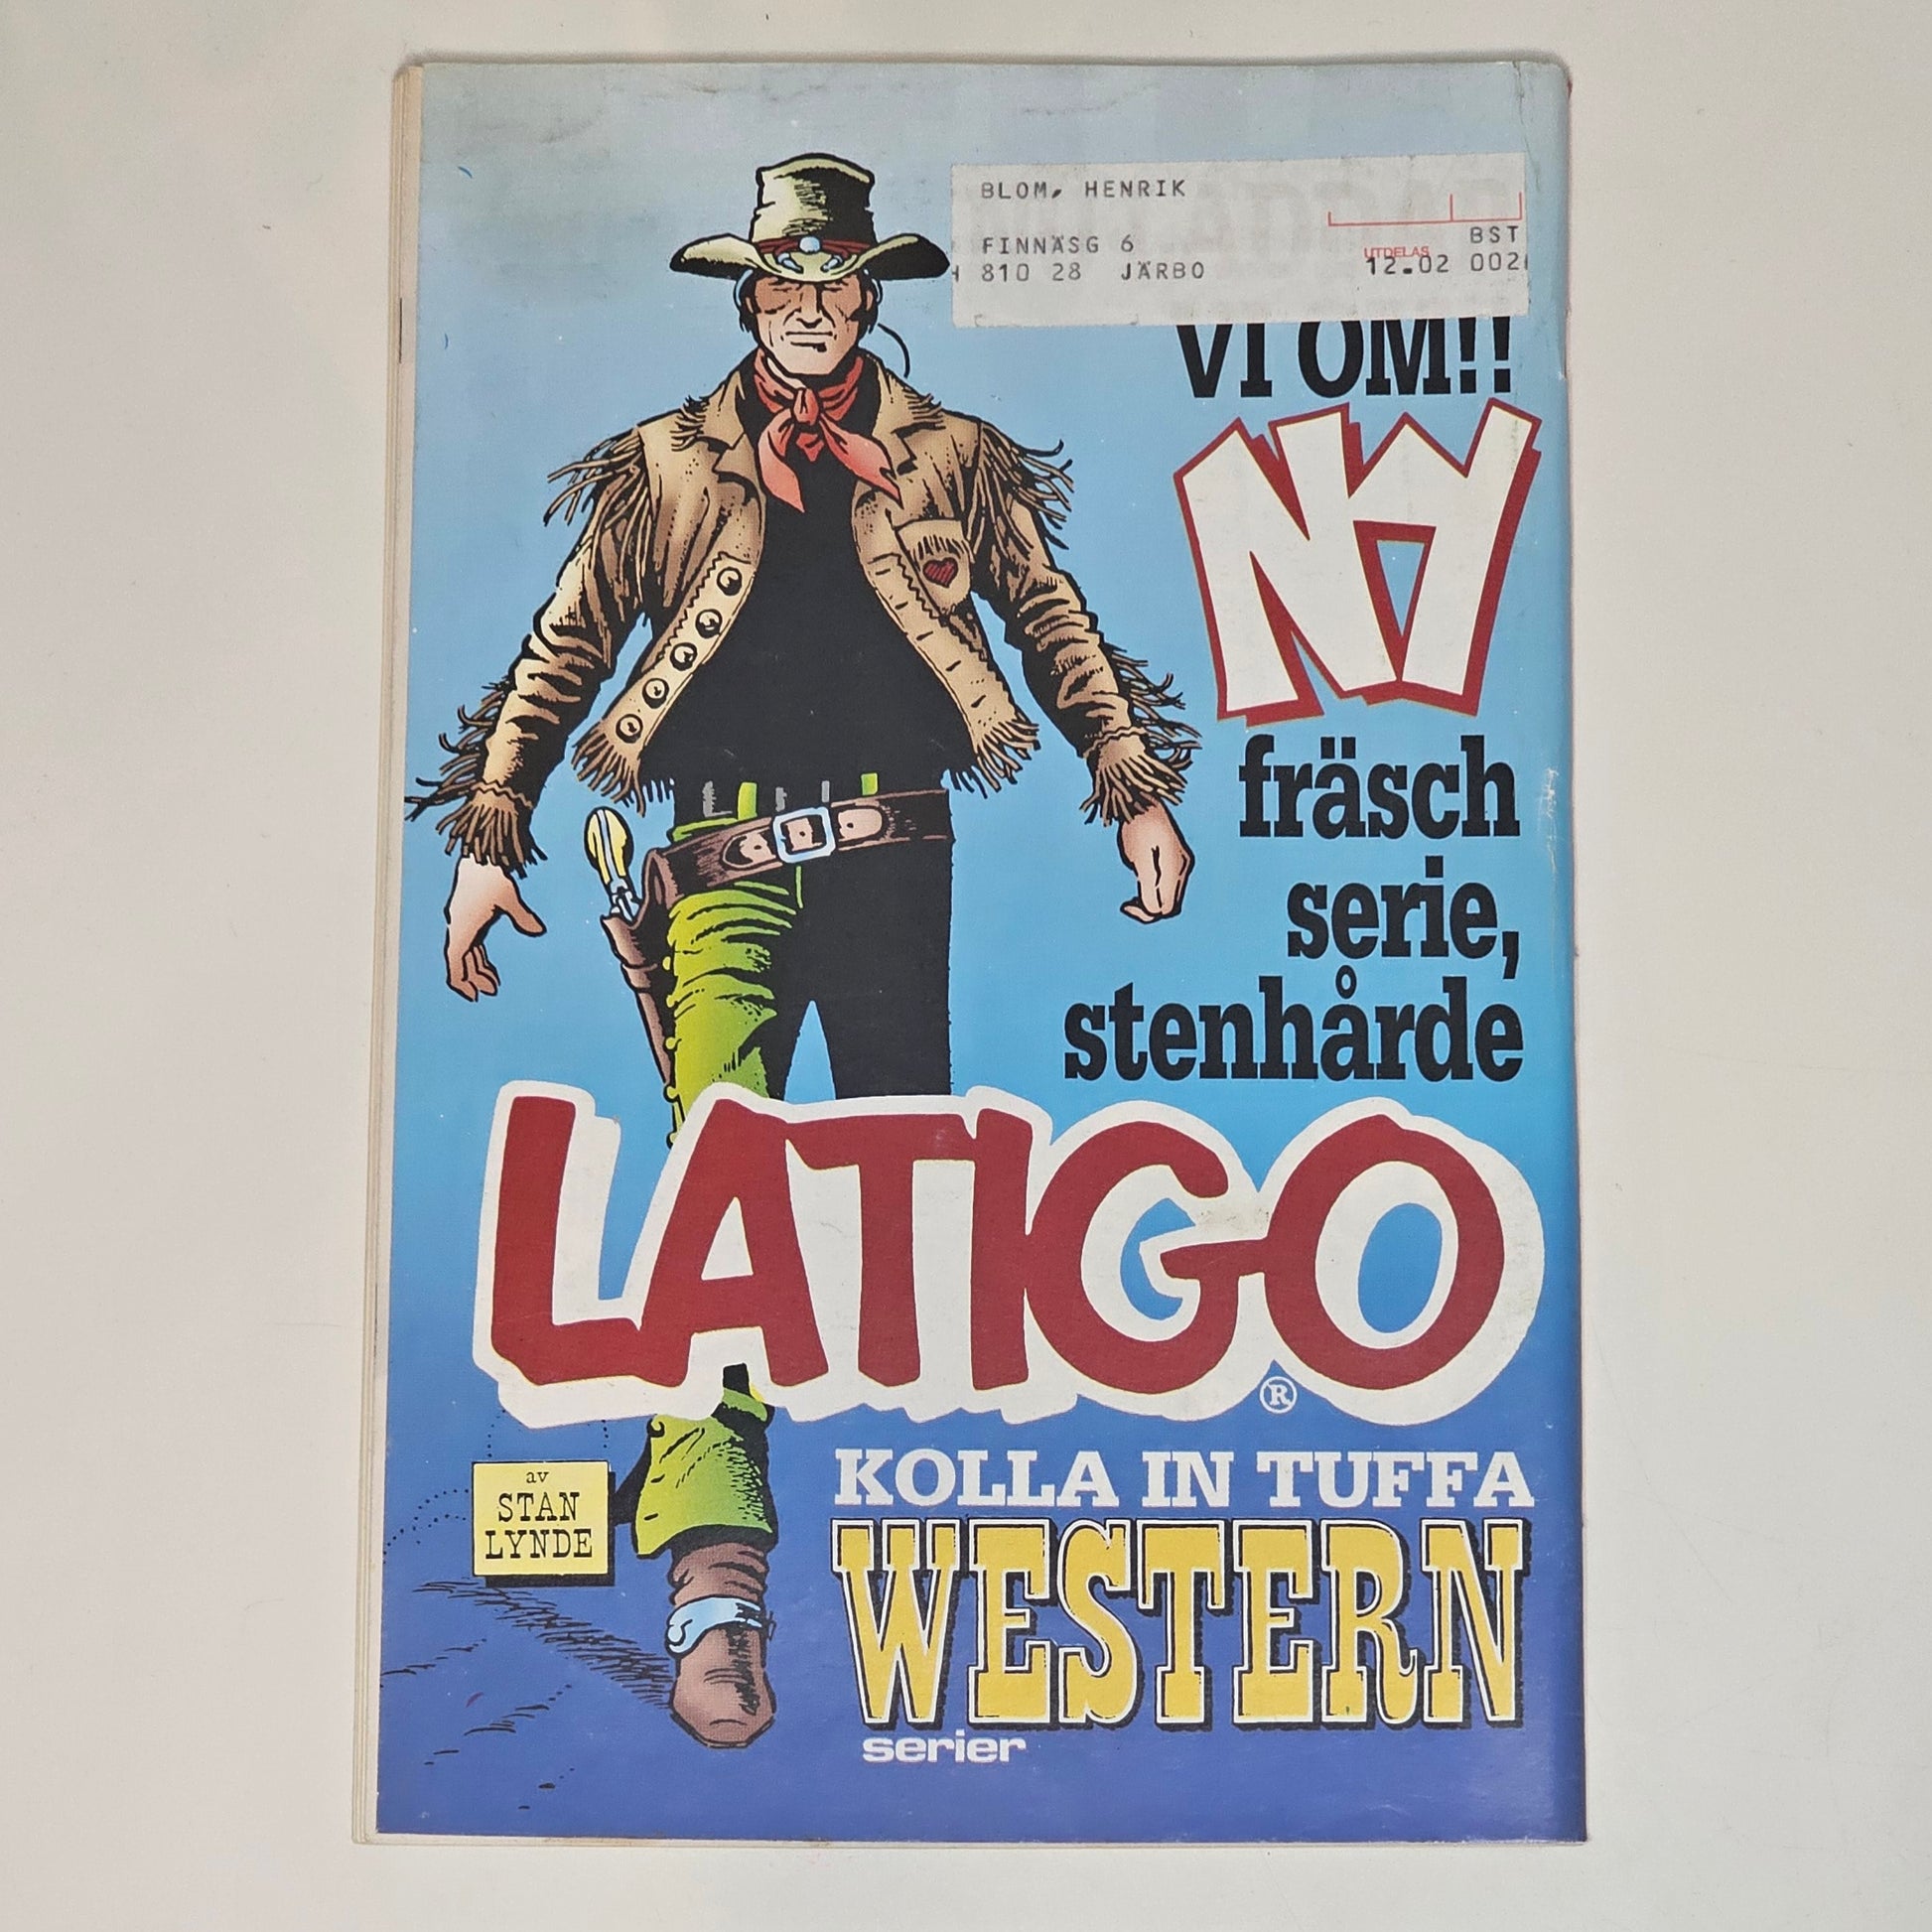 BLOM, HENRIK
FINNÄSG 6
BST
UTDELAS
810 28 JÄRBO
12.02 002
VI OM!!
NY
fräsch
serie,
stenhårde
LATIGO
®
KOLLA IN TUFFA
av
STAN
LYNDE
WESTERN
serier